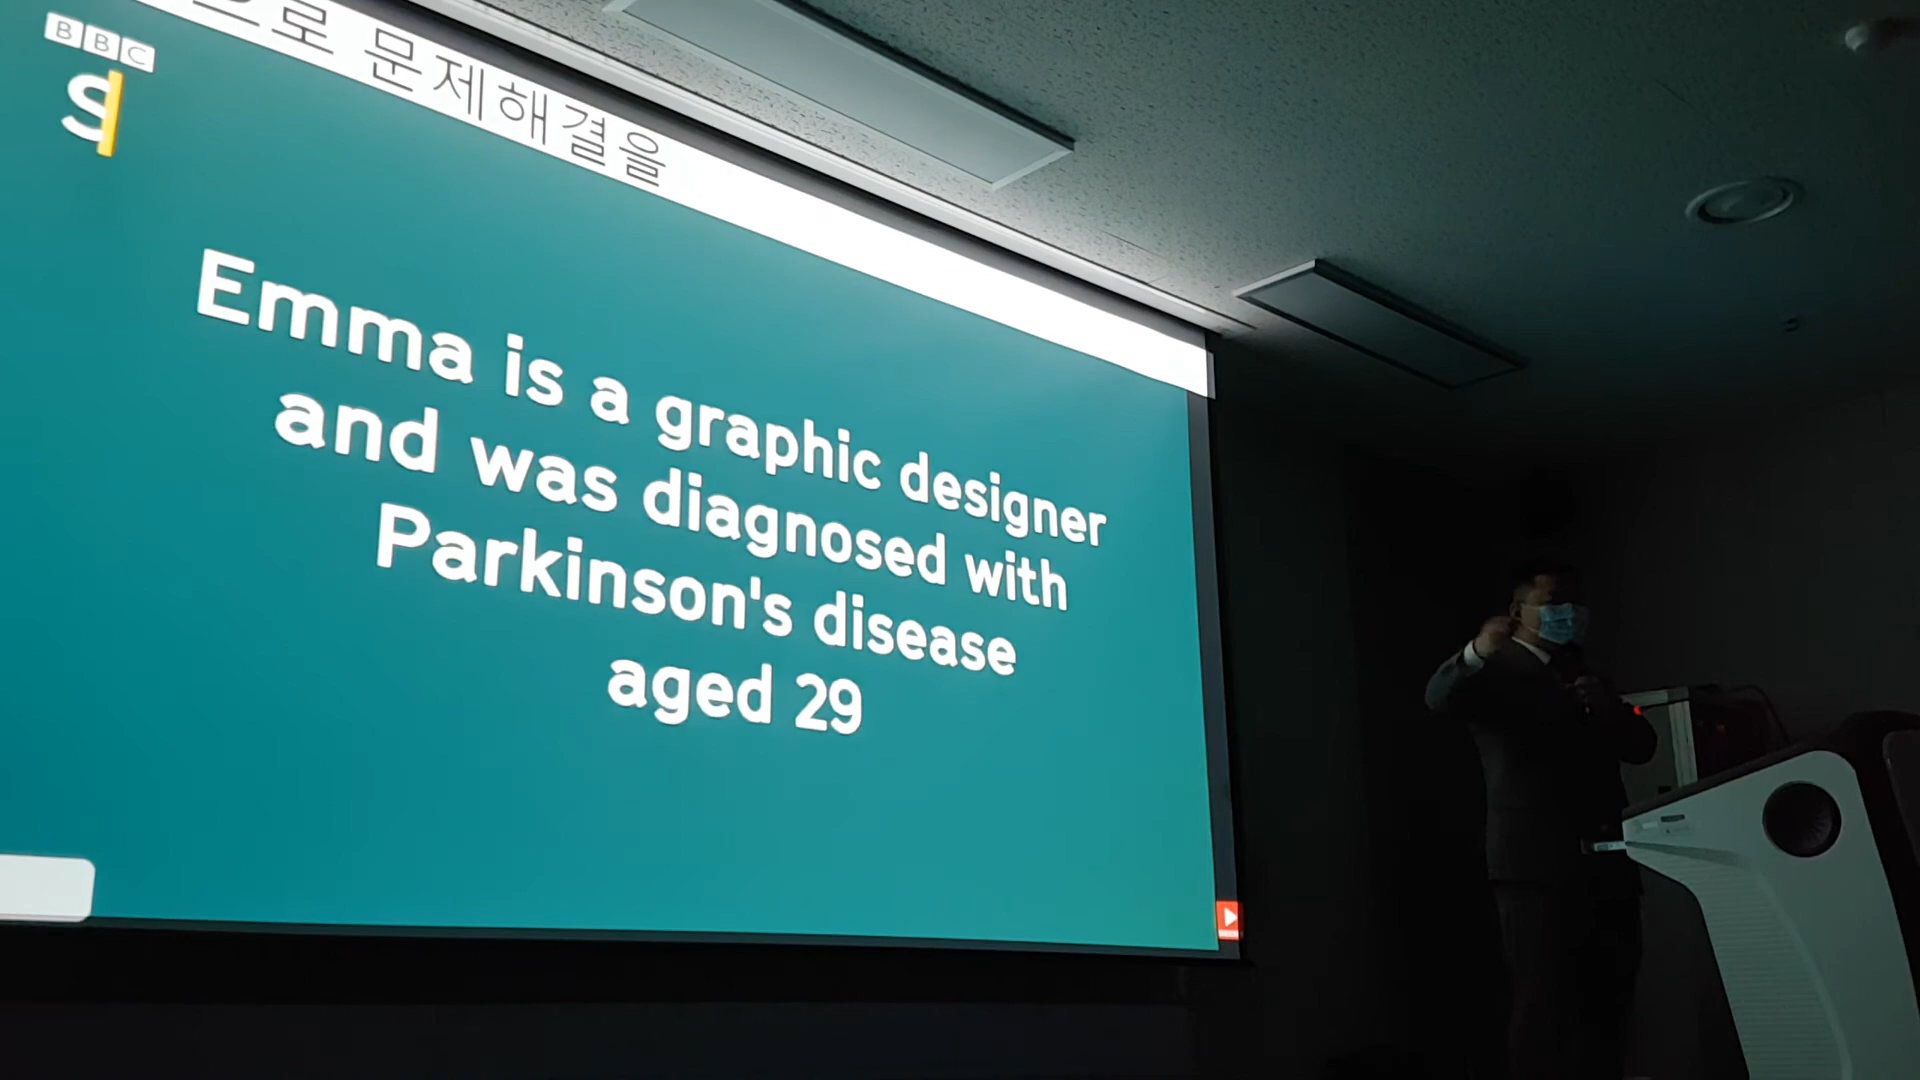 으로 문제해결을
BBC
S
Emma is a graphic designer
and was diagnosed with
Parkinson's disease
aged 29